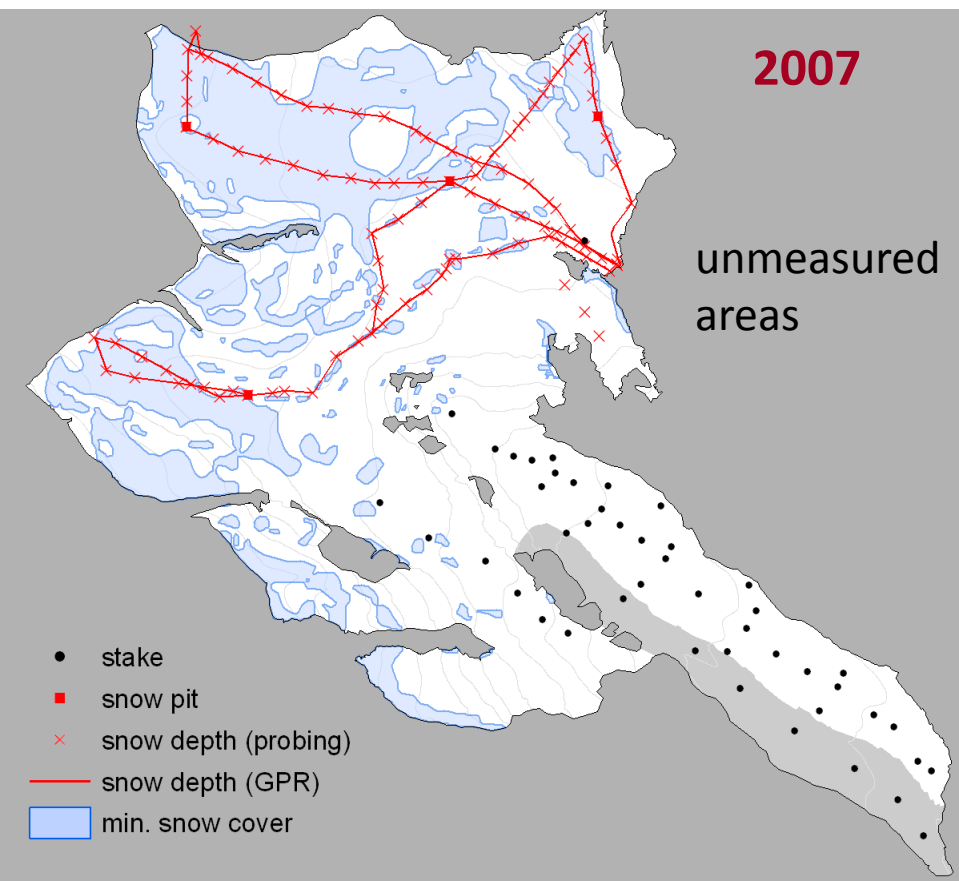 2007
unmeasured
areas
stake
snow pit
snow depth (probing)
snow depth (GPR)
min. snow cover